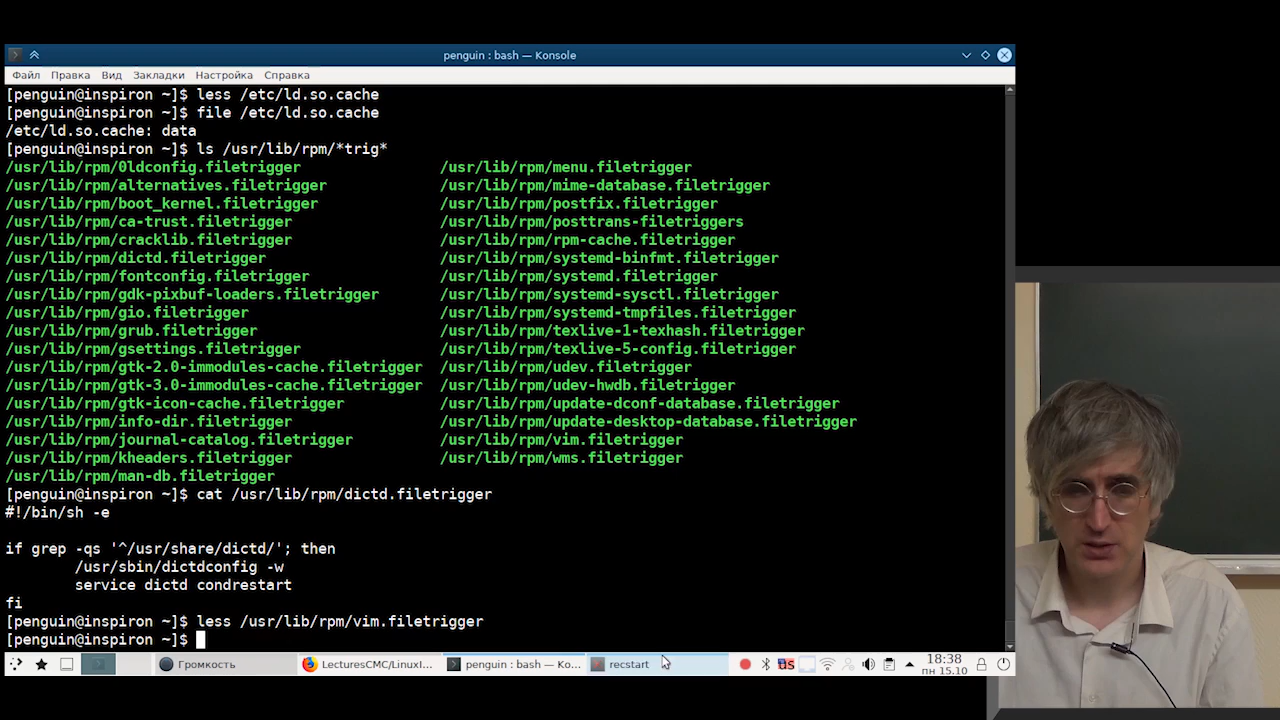 penguin : bash — Konsole
Файл Правка Вид Закладки Настройка Справка
[penguin@inspiron ~]$ less /etc/ld.so.cache
[penguin@inspiron ~]$ file /etc/ld.so.cache
/etc/ld.so.cache: data
[penguin@inspiron ~]$ ls /usr/lib/rpm/*trig*
/usr/lib/rpm/0ldconfig.filetrigger /usr/lib/rpm/menu.filetrigger
/usr/lib/rpm/alternatives.filetrigger /usr/lib/rpm/mime-database.filetrigger
/usr/lib/rpm/boot_kernel.filetrigger /usr/lib/rpm/postfix.filetrigger
/usr/lib/rpm/ca-trust.filetrigger /usr/lib/rpm/posttrans-filetriggers
/usr/lib/rpm/cracklib.filetrigger /usr/lib/rpm/rpm-cache.filetrigger
/usr/lib/rpm/dictd.filetrigger /usr/lib/rpm/systemd-binfmt.filetrigger
/usr/lib/rpm/fontconfig.filetrigger /usr/lib/rpm/systemd.filetrigger
/usr/lib/rpm/gdk-pixbuf-loaders.filetrigger /usr/lib/rpm/systemd-sysctl.filetrigger
/usr/lib/rpm/gio.filetrigger /usr/lib/rpm/systemd-tmpfiles.filetrigger
/usr/lib/rpm/grub.filetrigger /usr/lib/rpm/texlive-1-texhash.filetrigger
/usr/lib/rpm/gsettings.filetrigger /usr/lib/rpm/texlive-5-config.filetrigger
/usr/lib/rpm/gtk-2.0-immodules-cache.filetrigger /usr/lib/rpm/udev.filetrigger
/usr/lib/rpm/gtk-3.0-immodules-cache.filetrigger /usr/lib/rpm/udev-hwdb.filetrigger
/usr/lib/rpm/gtk-icon-cache.filetrigger /usr/lib/rpm/update-dconf-database.filetrigger
/usr/lib/rpm/info-dir.filetrigger /usr/lib/rpm/update-desktop-database.filetrigger
/usr/lib/rpm/journal-catalog.filetrigger /usr/lib/rpm/vim.filetrigger
/usr/lib/rpm/kheaders.filetrigger /usr/lib/rpm/wms.filetrigger
/usr/lib/rpm/man-db.filetrigger
[penguin@inspiron ~]$ cat /usr/lib/rpm/dictd.filetrigger
#!/bin/sh -e
if grep -qs '^/usr/share/dictd/'; then
/usr/sbin/dictdconfig -w
service dictd condrestart
fi
[penguin@inspiron ~]$ less /usr/lib/rpm/vim.filetrigger
[penguin@inspiron ~]$
Громкость LecturesCMC/LinuxI... penguin : bash — Ko... recstart us 18:38
пн 15.10